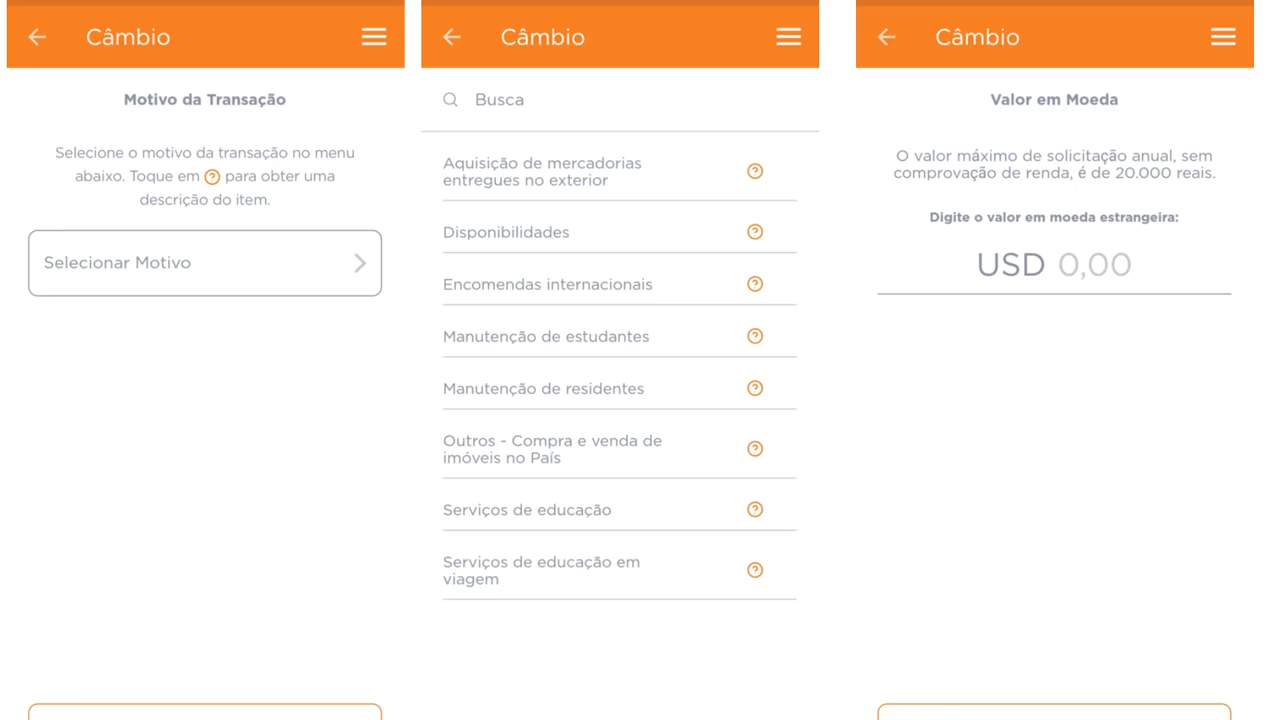 Câmbio
Motivo da Transação
Selecione o motivo da transação no menu
abaixo. Toque em ? para obter uma
descrição do item.
Selecionar Motivo
Câmbio
Busca
Aquisição de mercadorias
entregues no exterior ?
Disponibilidades ?
Encomendas internacionais ?
Manutenção de estudantes ?
Manutenção de residentes ?
Outros - Compra e venda de
imóveis no País ?
Serviços de educação ?
Serviços de educação em
viagem ?
Câmbio
Valor em Moeda
O valor máximo de solicitação anual, sem
comprovação de renda, é de 20.000 reais.
Digite o valor em moeda estrangeira:
USD 0,00